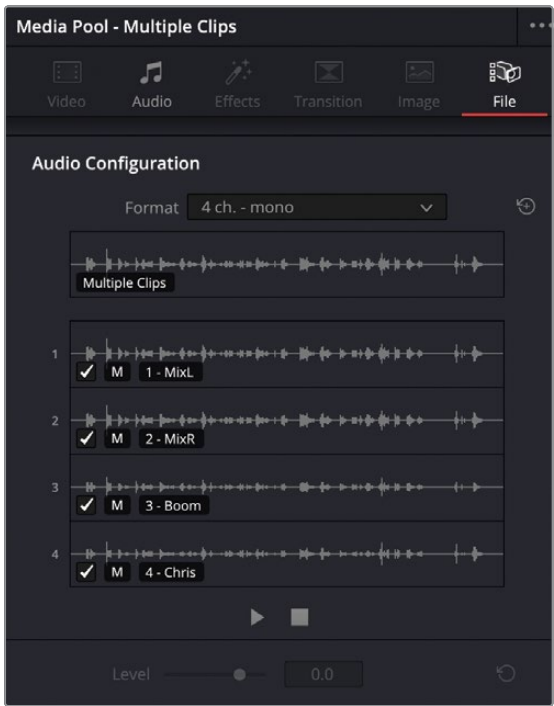 Media Pool - Multiple Clips
Video Audio Effects Transition Image File
Audio Configuration
Format 4 ch. - mono
Multiple Clips
1 M 1 - MixL
2 M 2 - MixR
3 M 3 - Boom
4 M 4 - Chris
Level 0.0